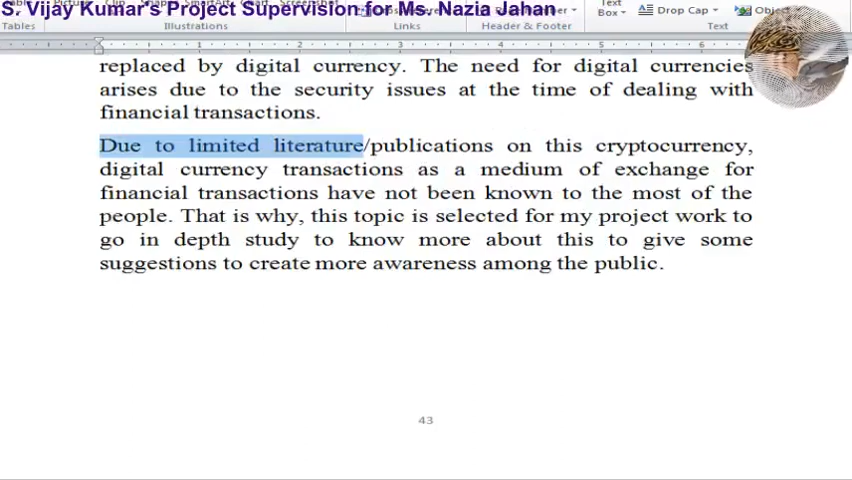 S. Vijay Kumar's Project Supervision for Ms. Nazia Jahan
Text
Box
Drop Cap
Tables
Illustrations
Links
Header & Footer
Text
2
3
4
5
6
replaced by digital currency. The need for digital currencies
arises due to the security issues at the time of dealing with
financial transactions.
Due to limited literature/publications on this cryptocurrency,
digital currency transactions as a medium of exchange for
financial transactions have not been known to the most of the
people. That is why, this topic is selected for my project work to
go in depth study to know more about this to give some
suggestions to create more awareness among the public.
43